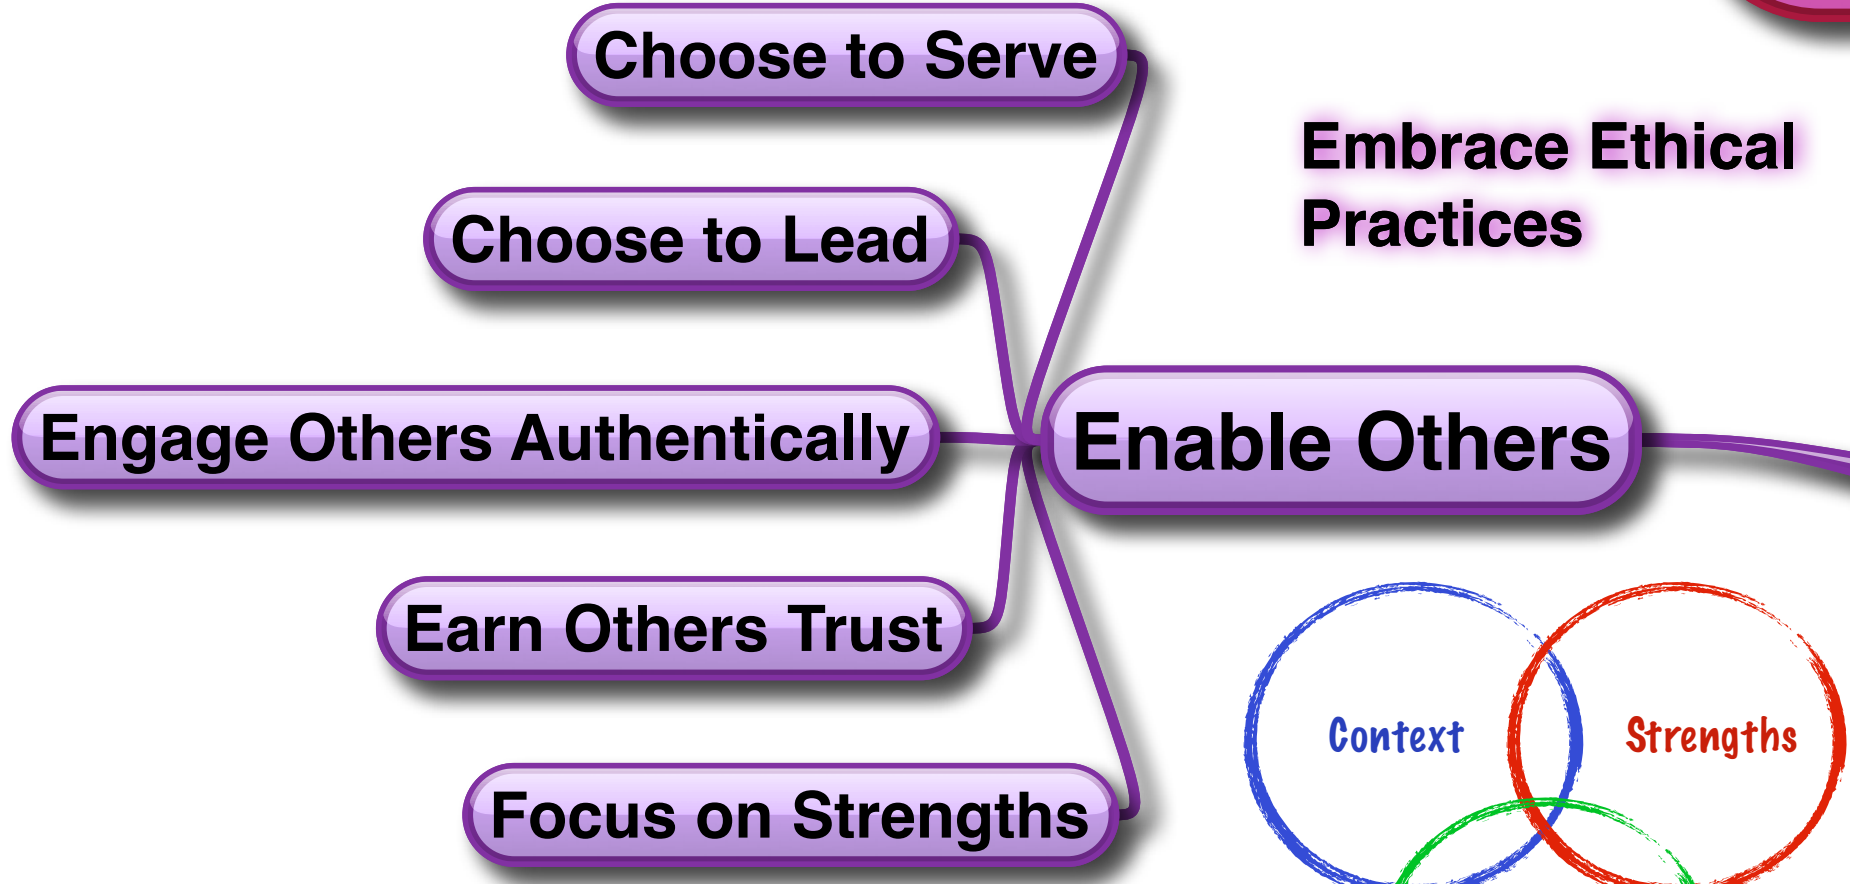 Choose to Serve
Embrace Ethical
Practices
Choose to Lead
Engage Others Authentically
Enable Others
Earn Others Trust
Context
Strengths
Focus on Strengths